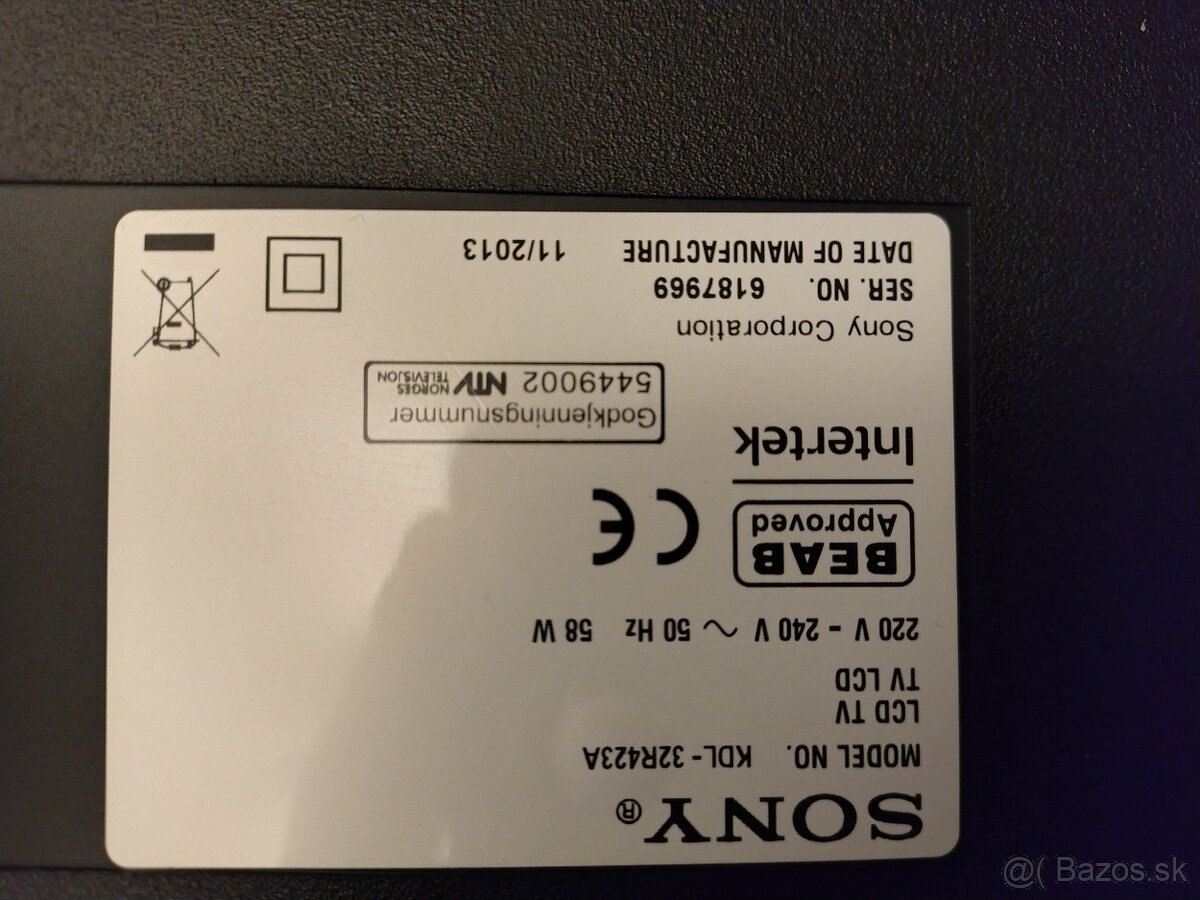 SONY®
MODEL NO. KDL-32R423A
LCD TV
TV LCD
220 V - 240 V ~ 50 Hz 58 W
BEAB
Approved
CE
Intertek
Godkjenningsnummer
5449002 NTV NORGES TELEVISJON
Sony Corporation
SER. NO. 6187969
DATE OF MANUFACTURE 11/2013
@( Bazos.sk